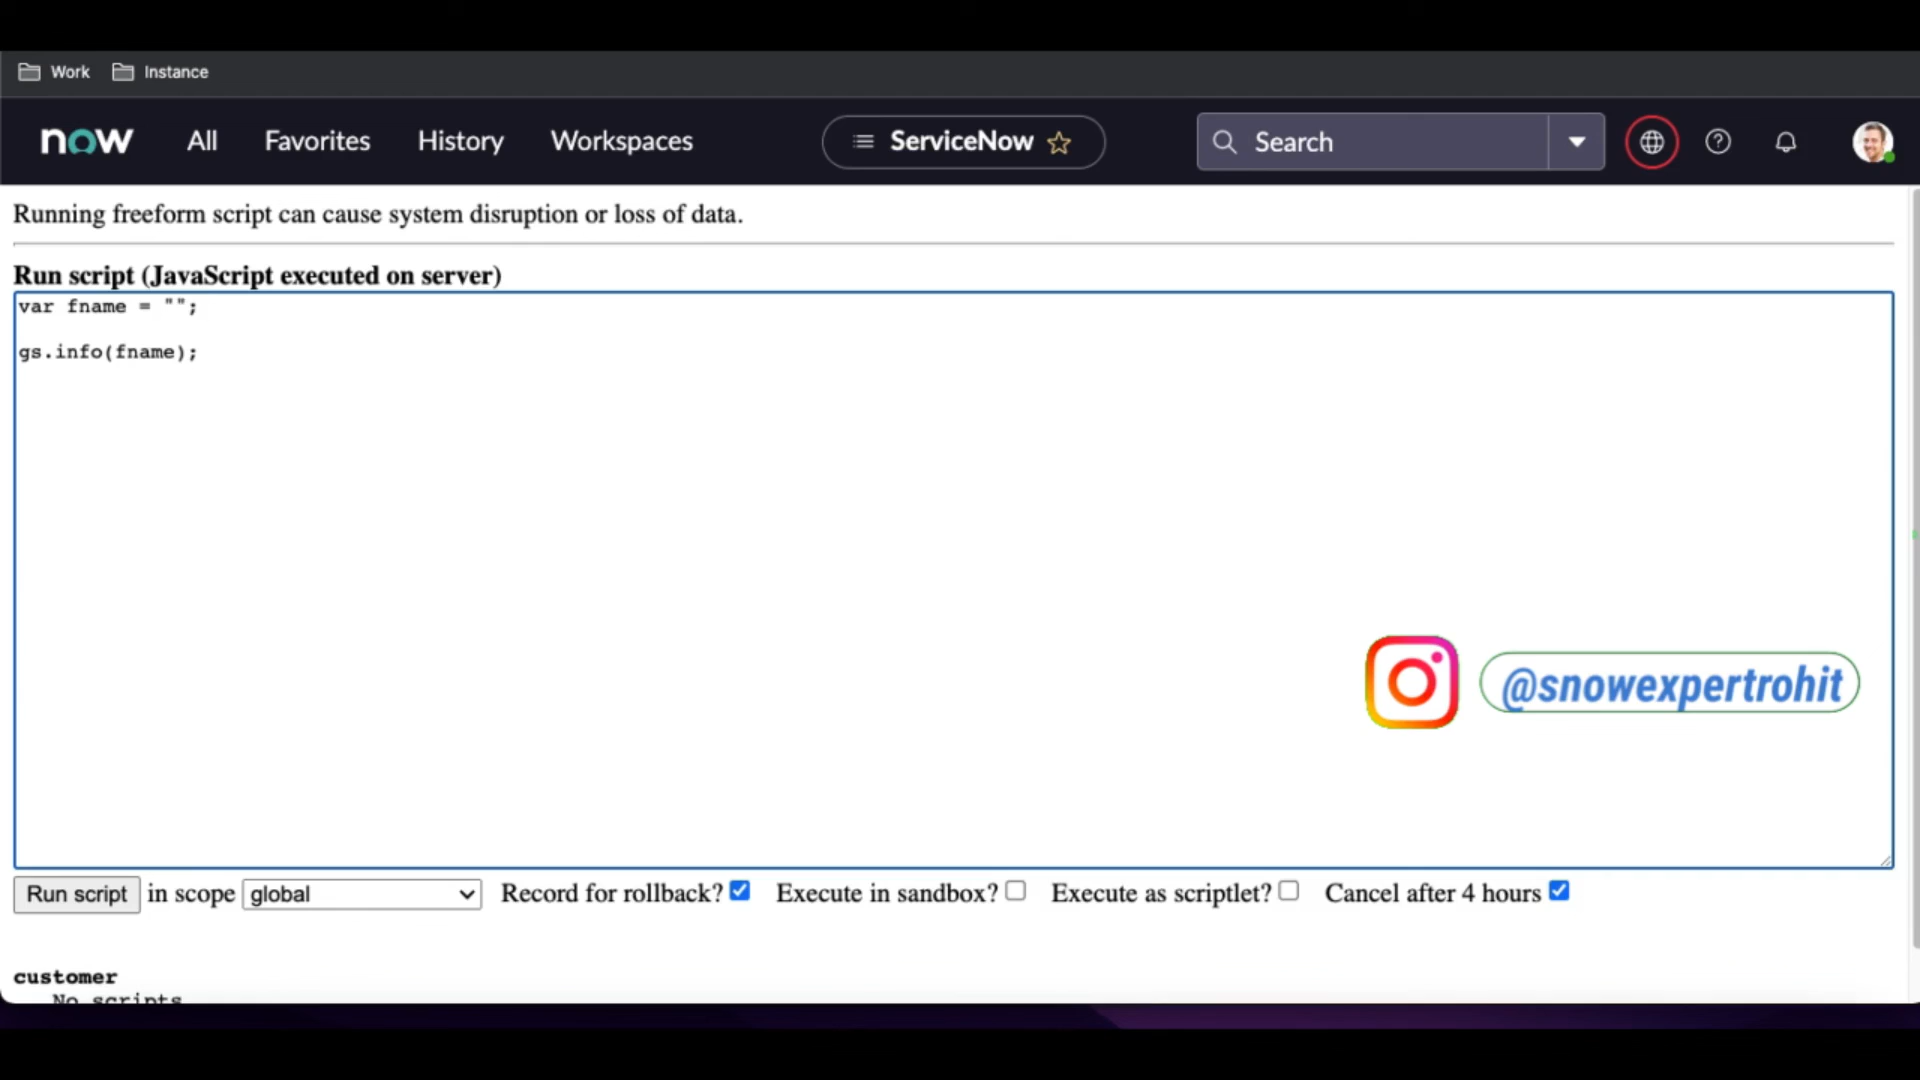 Work Instance
now All Favorites History Workspaces ServiceNow Search
Running freeform script can cause system disruption or loss of data.
Run script (JavaScript executed on server)
var fname = "";
gs.info(fname);
@snowexpertrohit
Run script in scope global Record for rollback? Execute in sandbox? Execute as scriptlet? Cancel after 4 hours
customer
No scripts